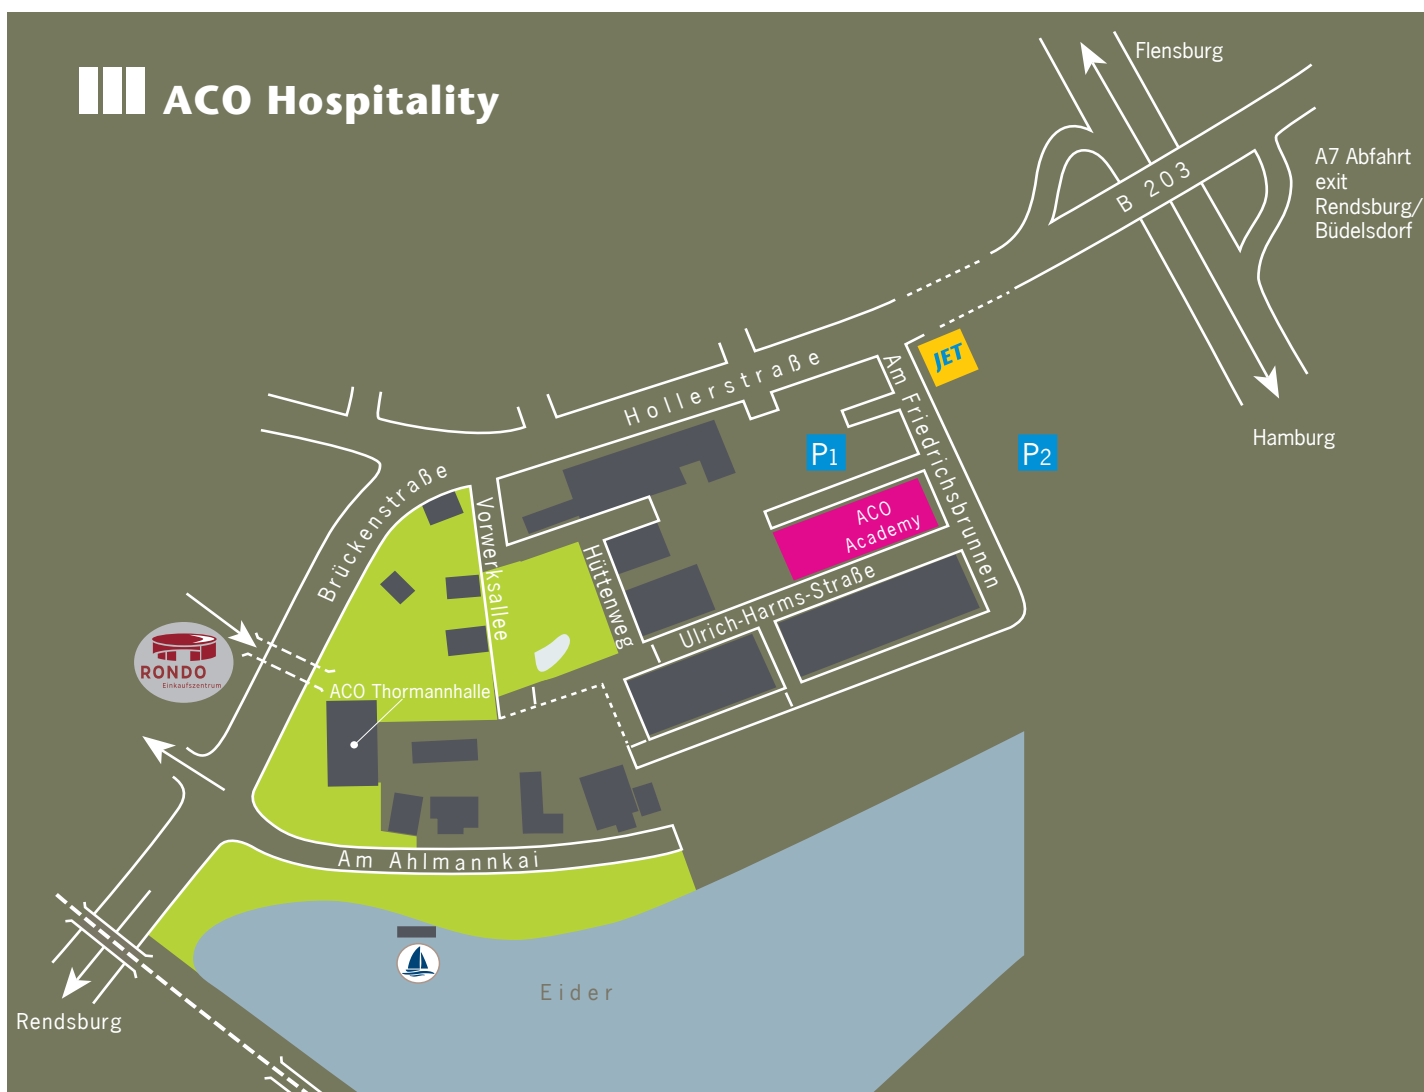 ACO Hospitality
Flensburg
A7 Abfahrt
exit
Rendsburg/
Büdelsdorf
B 203
Hamburg
JET
Hollerstraße
Am Friedrichsbrunnen
P1
P2
Brückenstraße
Vorwerksallee
ACO
Academy
Hüttenweg
Ulrich-Harms-Straße
RONDO
Einkaufszentrum
ACO Thormannhalle
Am Ahlmannkai
Eider
Rendsburg